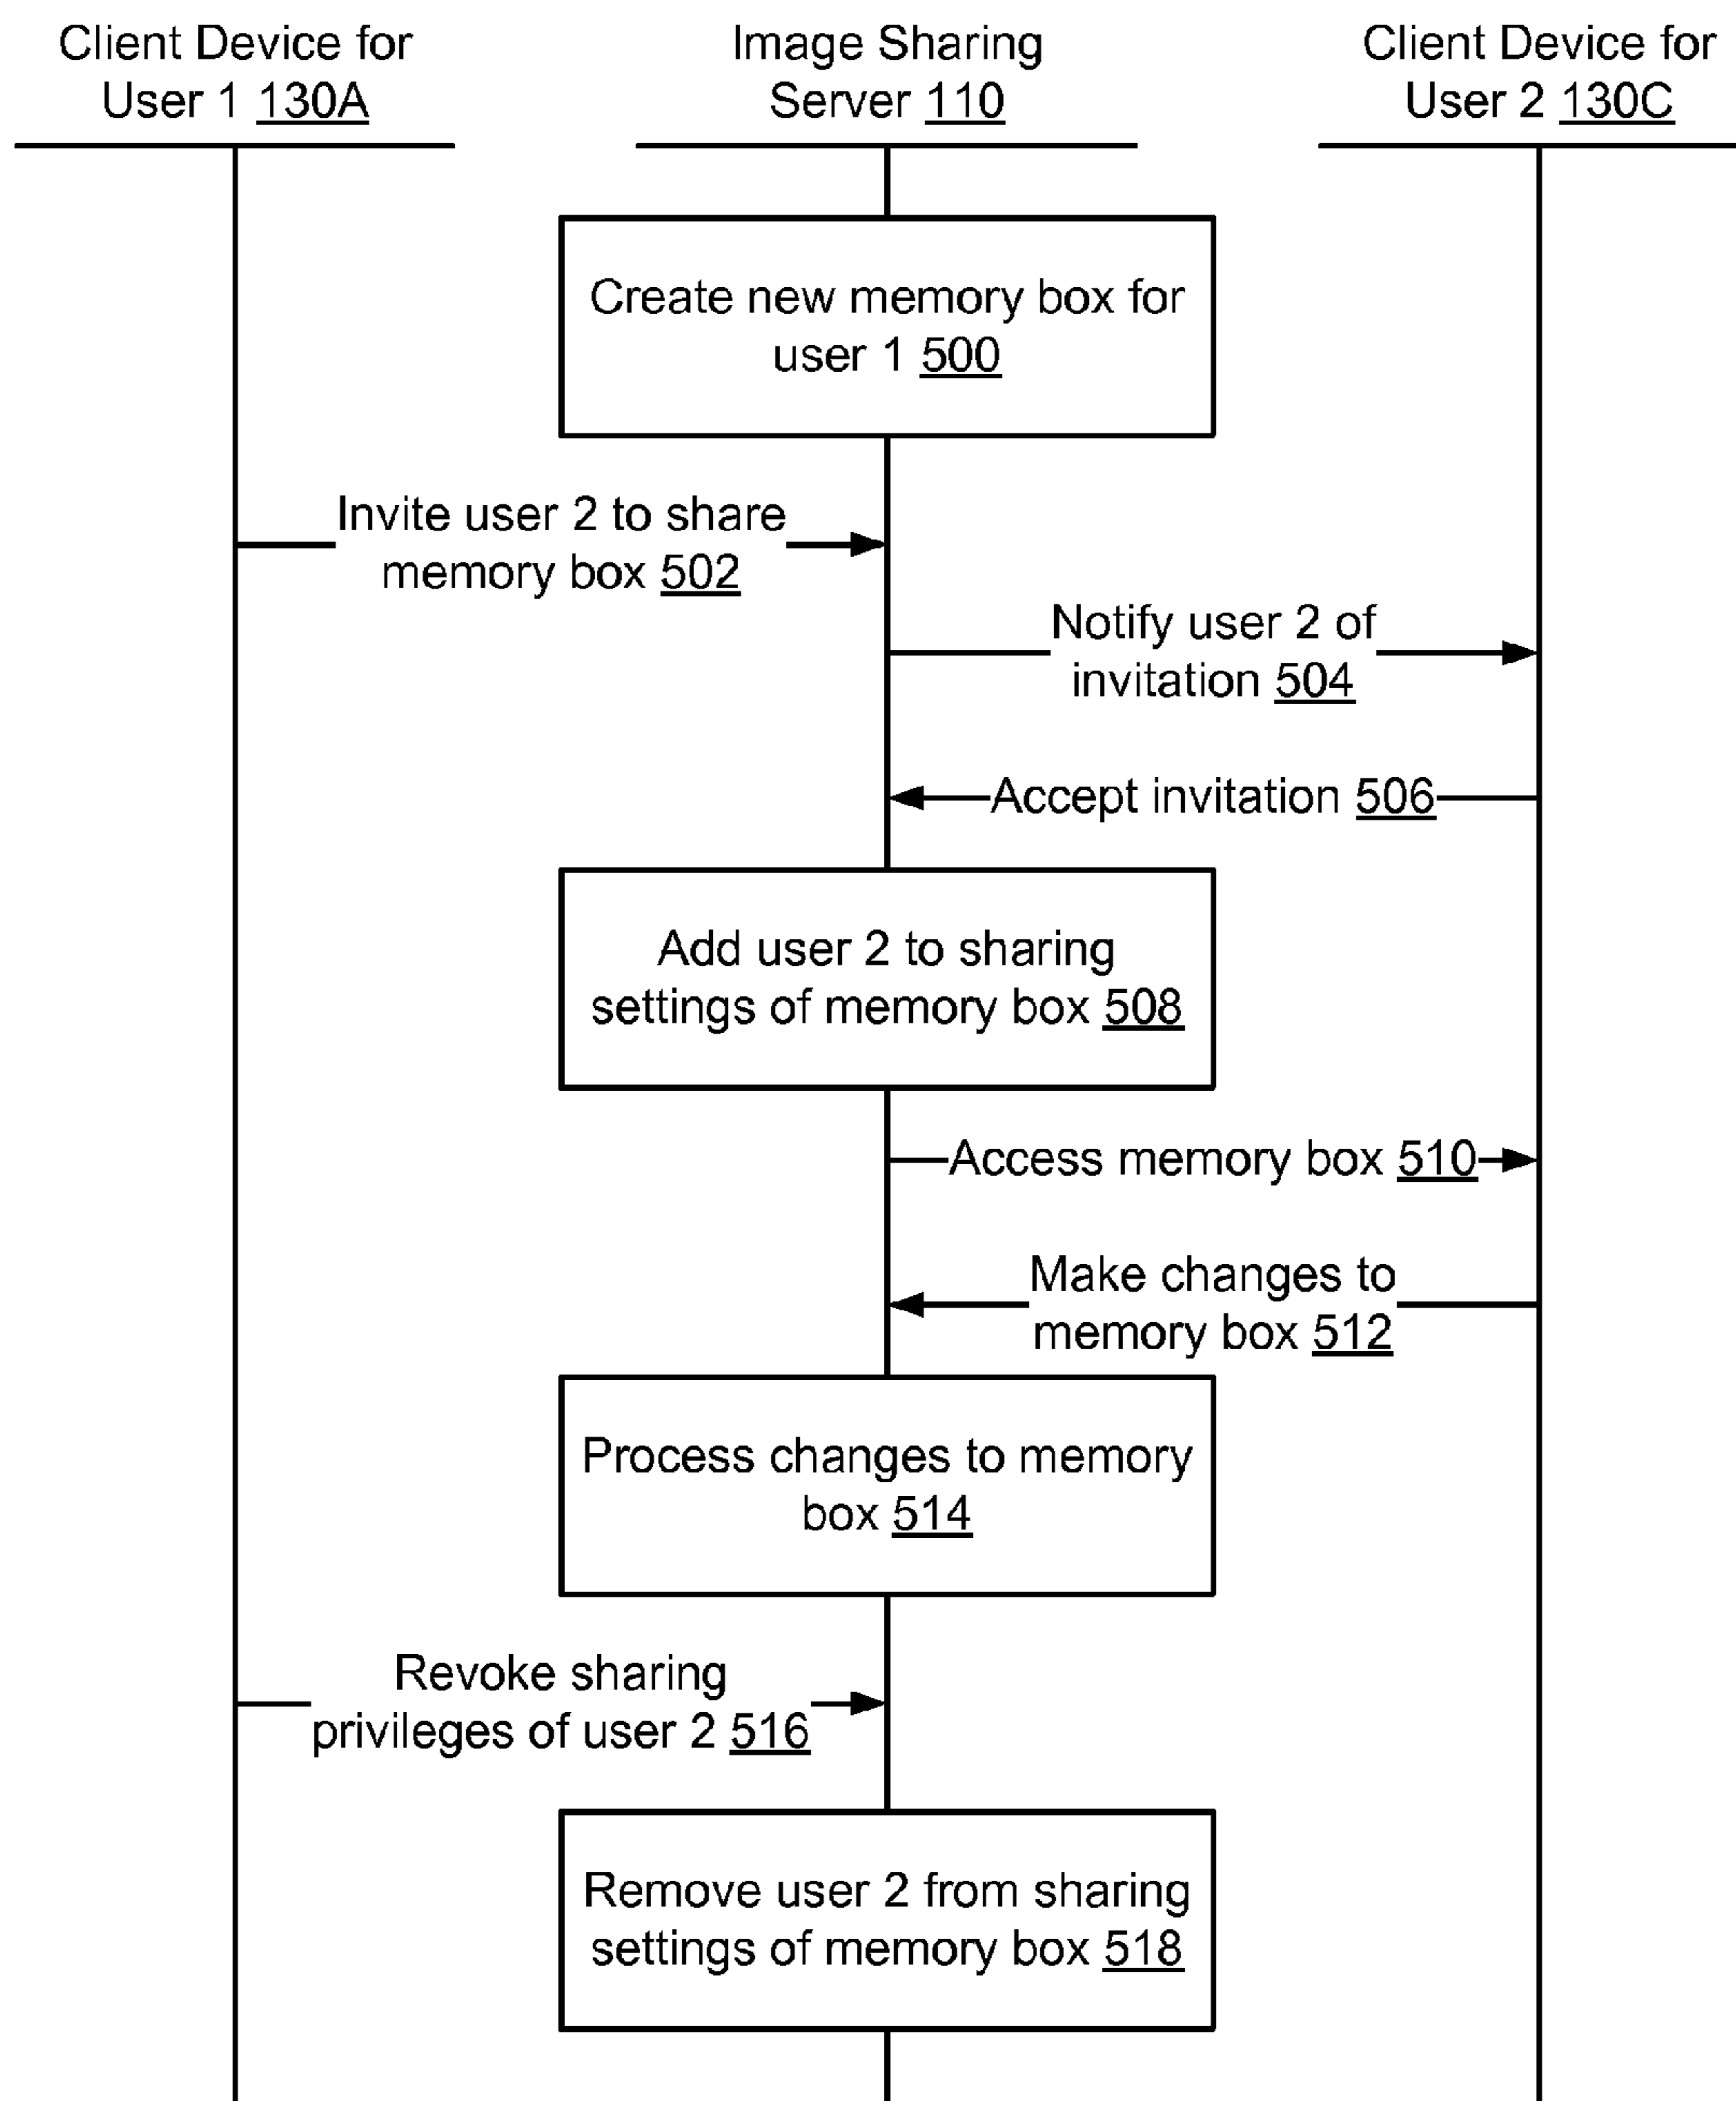 Client Device for
User 1 130A
Image Sharing
Server 110
Client Device for
User 2 130C
Create new memory box for
user 1 500
Invite user 2 to share
memory box 502
Notify user 2 of
invitation 504
Accept invitation 506
Add user 2 to sharing
settings of memory box 508
Access memory box 510
Make changes to
memory box 512
Process changes to memory
box 514
Revoke sharing
privileges of user 2 516
Remove user 2 from sharing
settings of memory box 518